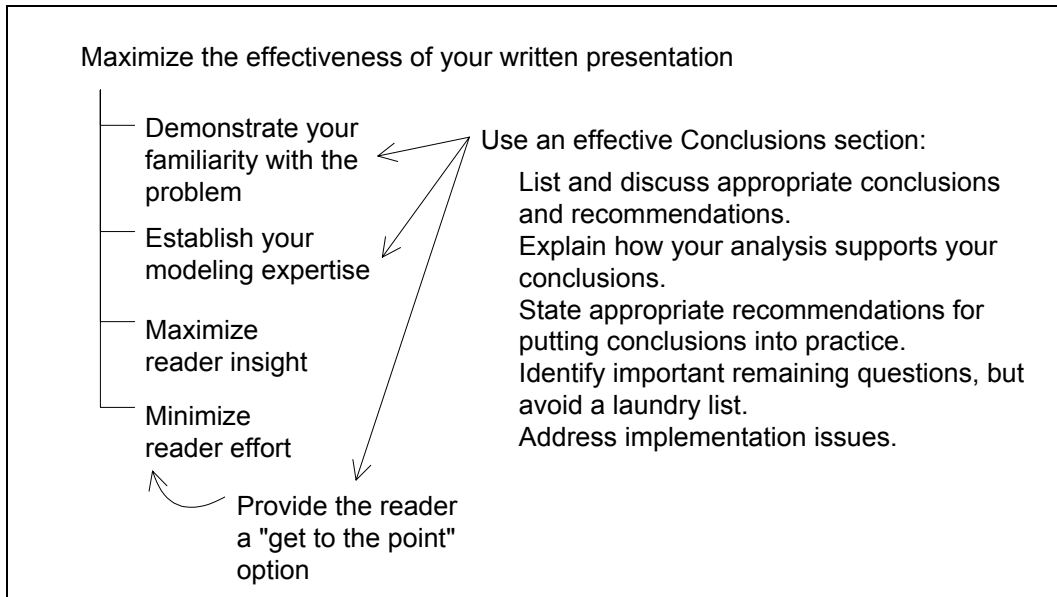 Maximize the effectiveness of your written presentation
Demonstrate your
familiarity with the
problem
Establish your
modeling expertise
Maximize
reader insight
Minimize
reader effort
Provide the reader
a "get to the point"
option
Use an effective Conclusions section:
List and discuss appropriate conclusions
and recommendations.
Explain how your analysis supports your
conclusions.
State appropriate recommendations for
putting conclusions into practice.
Identify important remaining questions, but
avoid a laundry list.
Address implementation issues.